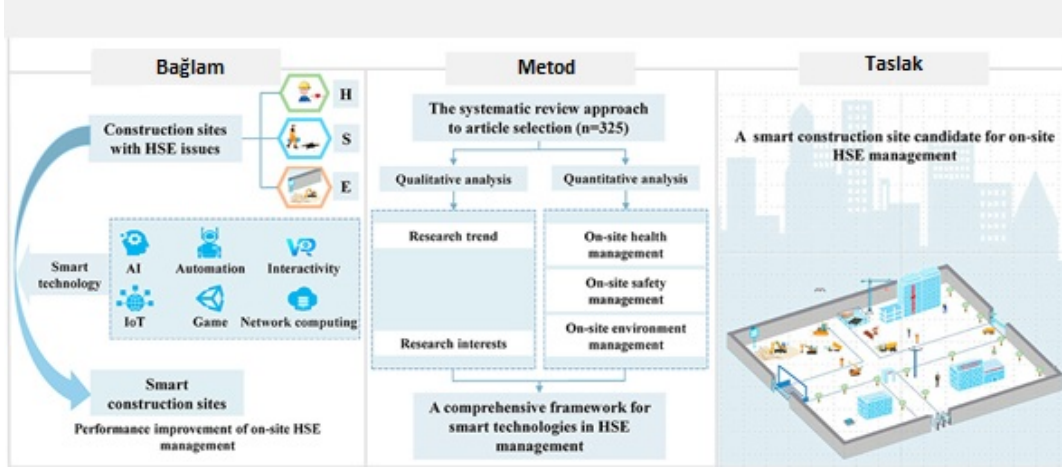 Bağlam
Construction sites
with HSE issues
H
S
E
Smart
technology
AI
Automation
Interactivity
VR
IoT
Game
Network computing
Smart
construction sites
Performance improvement of on-site HSE
management
Metod
The systematic review approach
to article selection (n=325)
Qualitative analysis
Quantitative analysis
Research trend
Research interests
On-site health
management
On-site safety
management
On-site environment
management
A comprehensive framework for
smart technologies in HSE
management
Taslak
A smart construction site candidate for on-site
HSE management